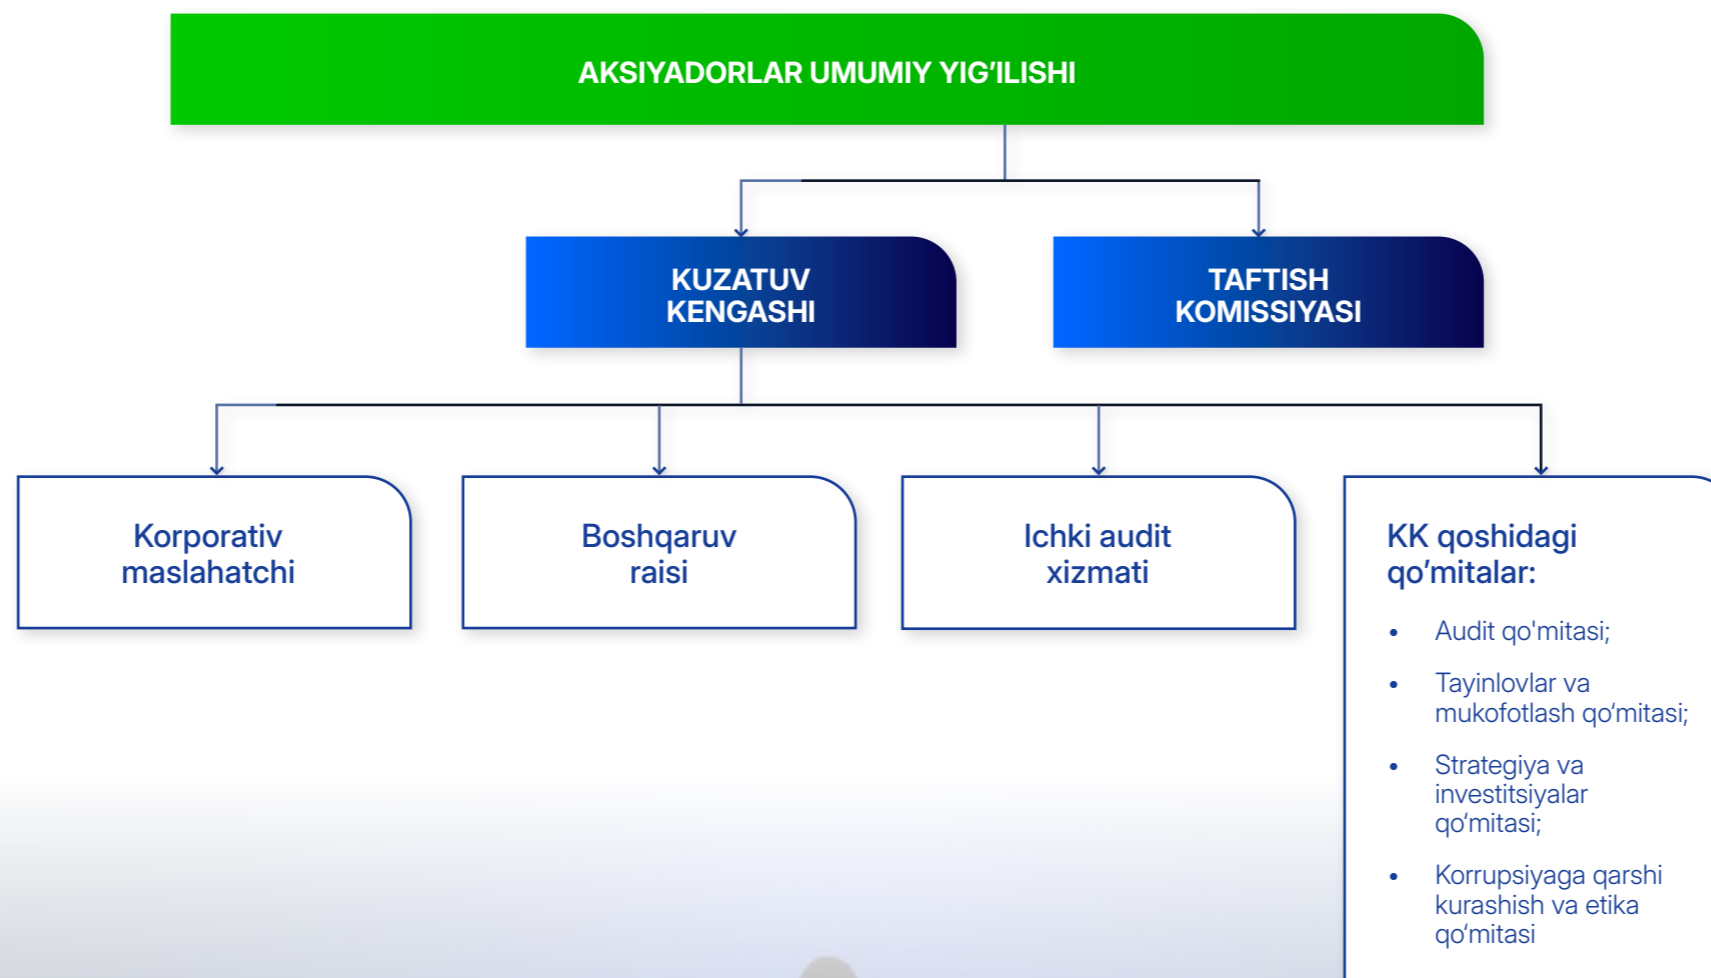 AKSIYADORLAR UMUMIY YIG’ILISHI
KUZATUV
KENGASHI
TAFTISH
KOMISSIYASI
Korporativ
maslahatchi
Boshqaruv
raisi
Ichki audit
xizmati
KK qoshidagi
qo’mitalar:
• Audit qo'mitasi;
• Tayinlovlar va
mukofotlash qo‘mitasi;
• Strategiya va
investitsiyalar
qo‘mitasi;
• Korrupsiyaga qarshi
kurashish va etika
qo‘mitasi